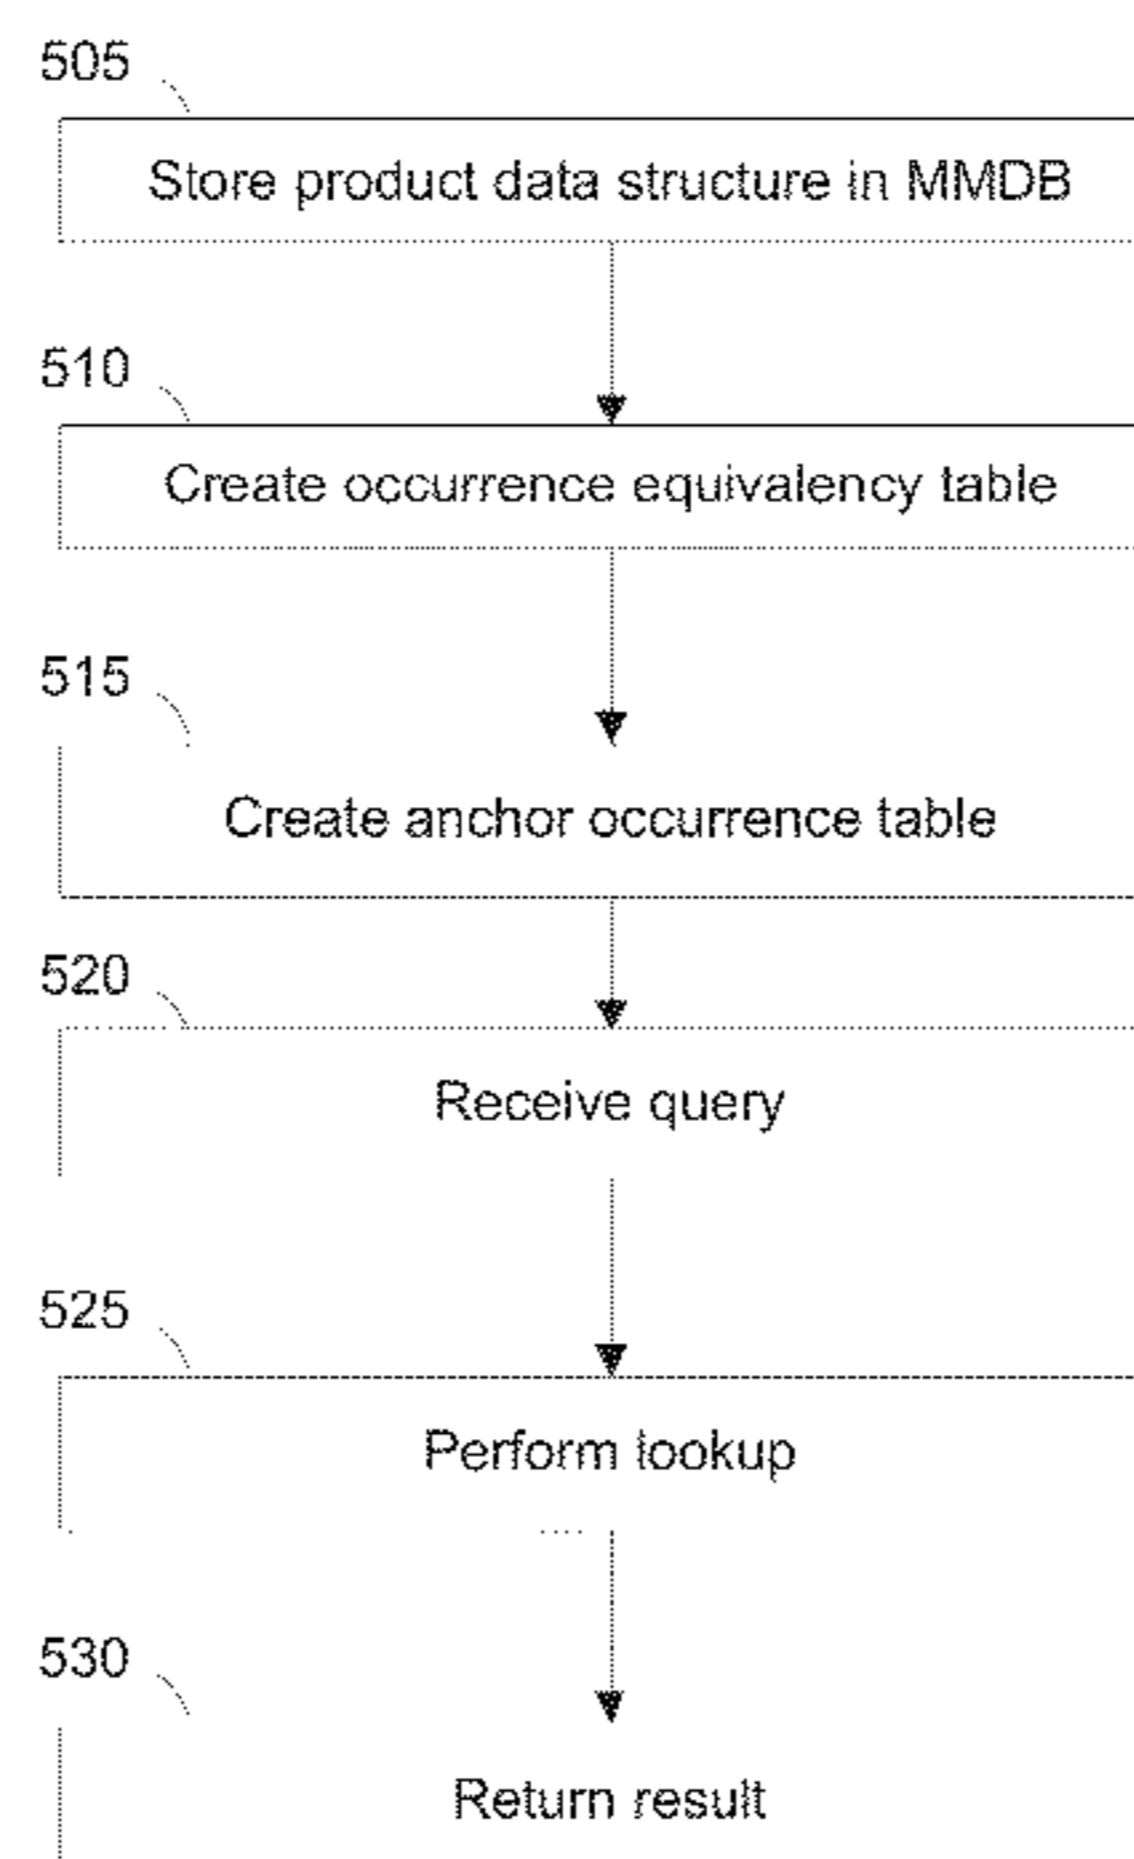 505
Store product data structure in MMDB
510
Create occurrence equivalency table
515
Create anchor occurrence table
520
Receive query
525
Perform lookup
530
Return result